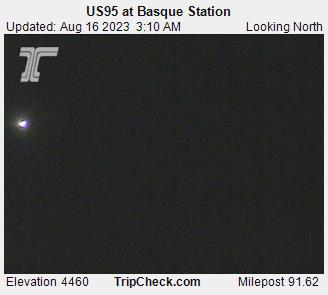 US95 at Basque Station
Updated: Aug 16 2023 3:10 AM Looking North
Elevation 4460 TripCheck.com Milepost 91.62